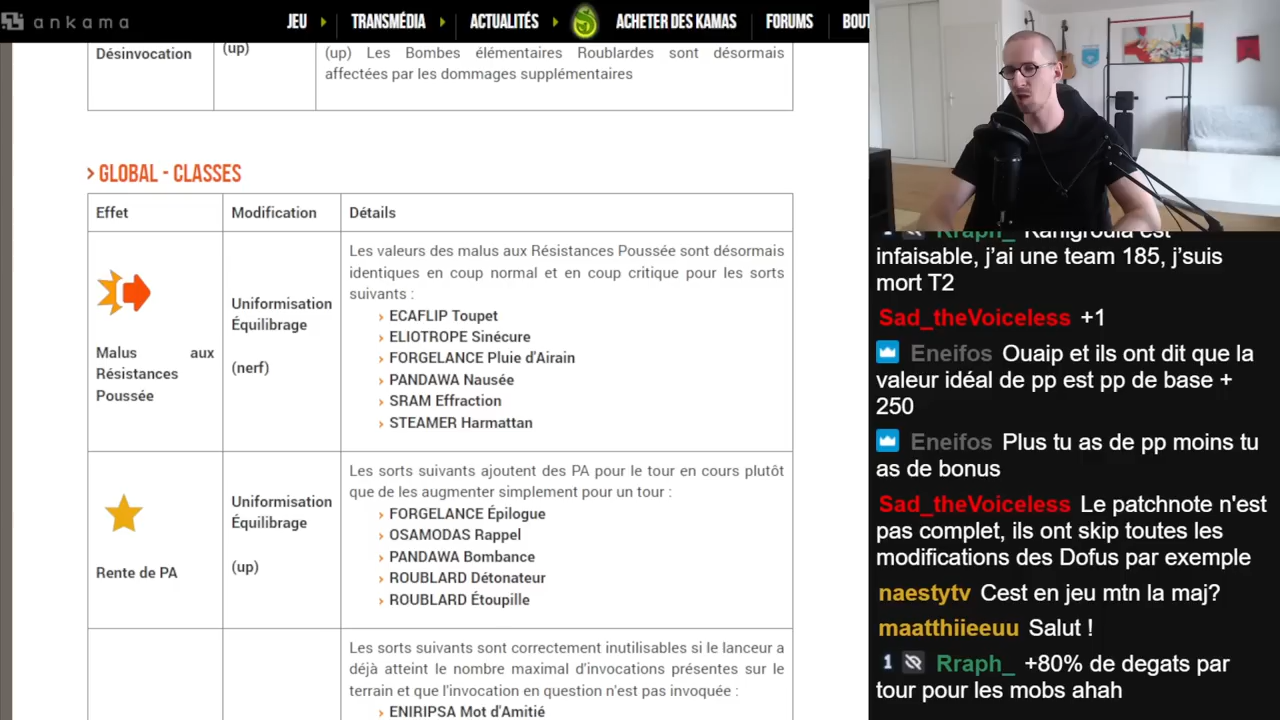 ankama
JEU
TRANSMÉDIA
ACTUALITÉS
ACHETER DES KAMAS
FORUMS
BOUT
Désinvocation
(up)
(up) Les Bombes élémentaires Roublardes sont désormais
affectées par les dommages supplémentaires
GLOBAL - CLASSES
Effet
Modification
Détails
Malus aux
Résistances
Poussée
Uniformisation
Équilibrage
(nerf)
Les valeurs des malus aux Résistances Poussée sont désormais
identiques en coup normal et en coup critique pour les sorts
suivants :
ECAFLIP Toupet
ELIOTROPE Sinécure
FORGELANCE Pluie d'Airain
PANDAWA Nausée
SRAM Effraction
STEAMER Harmattan
Rente de PA
Uniformisation
Équilibrage
(up)
Les sorts suivants ajoutent des PA pour le tour en cours plutôt
que de les augmenter simplement pour un tour :
FORGELANCE Épilogue
OSAMODAS Rappel
PANDAWA Bombance
ROUBLARD Détonateur
ROUBLARD Étoupille
Les sorts suivants sont correctement inutilisables si le lanceur a
déjà atteint le nombre maximal d'invocations présentes sur le
terrain et que l'invocation en question n'est pas invoquée :
ENIRIPSA Mot d'Amitié
Rraph_
infaisable, j'ai une team 185, j'suis
mort T2
Sad_theVoiceless +1
Eneifos Ouaip et ils ont dit que la
valeur idéal de pp est pp de base +
250
Eneifos Plus tu as de pp moins tu
as de bonus
Sad_theVoiceless Le patchnote n'est
pas complet, ils ont skip toutes les
modifications des Dofus par exemple
naestytv Cest en jeu mtn la maj?
maatthiieeuu Salut !
1 Rraph_ +80% de degats par
tour pour les mobs ahah